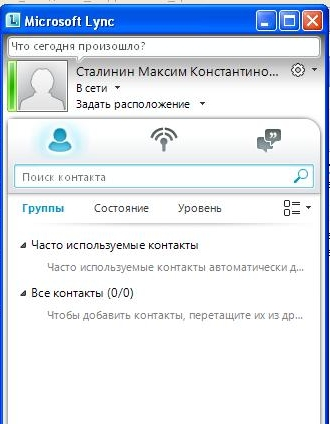 Microsoft Lync
Что сегодня произошло?
Сталинин Максим Константино...
В сети
Задать расположение
Поиск контакта
Группы Состояние Уровень
Часто используемые контакты
Часто используемые контакты автоматически д...
Все контакты (0/0)
Чтобы добавить контакты, перетащите их из др...